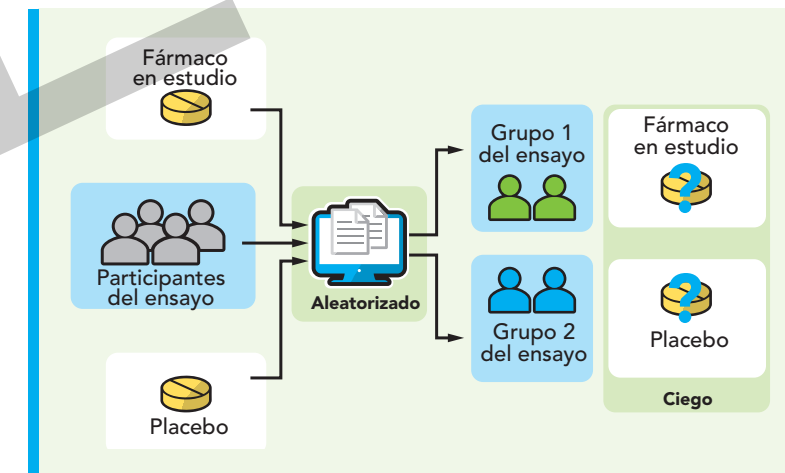 Fármaco
en estudio
Participantes
del ensayo
Placebo
Aleatorizado
Grupo 1
del ensayo
Grupo 2
del ensayo
Fármaco
en estudio
?
?
Placebo
Ciego